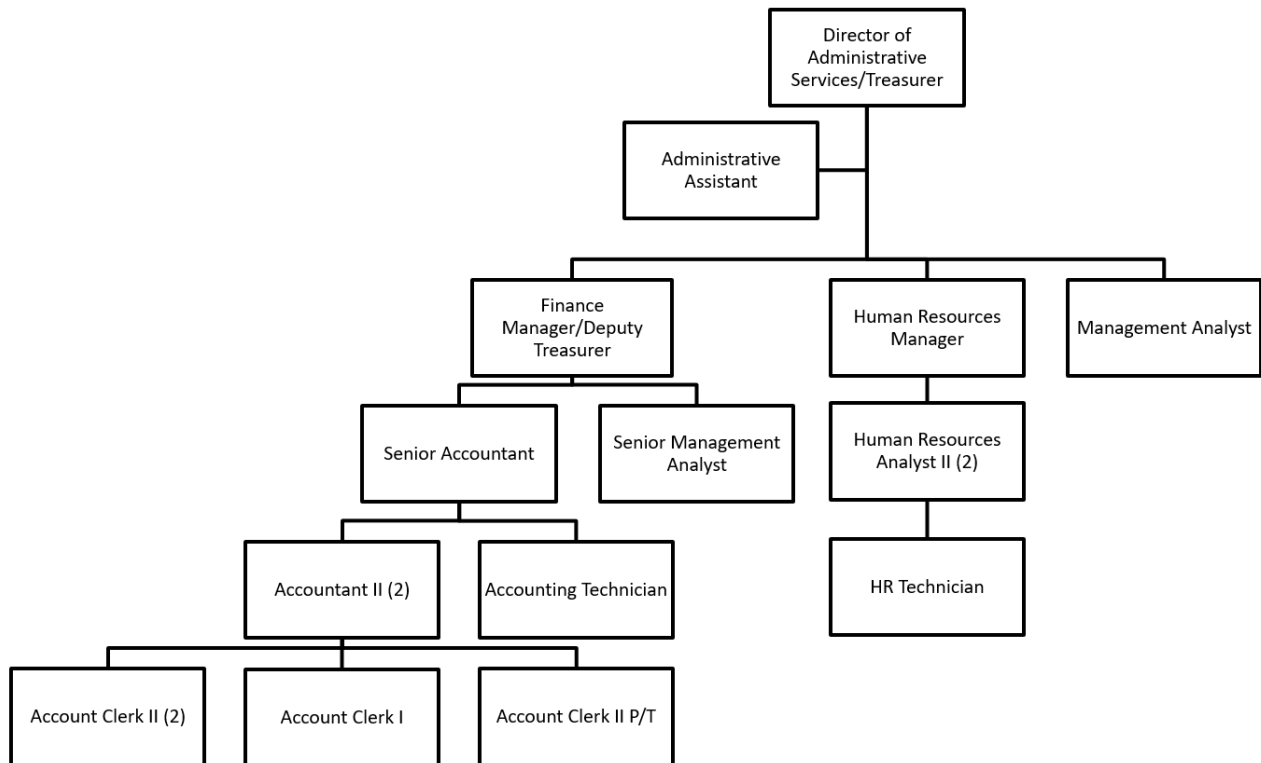 Director of
Administrative
Services/Treasurer
Administrative
Assistant
Finance
Manager/Deputy
Treasurer
Human Resources
Manager
Management Analyst
Senior Accountant
Senior Management
Analyst
Human Resources
Analyst II (2)
Accountant II (2)
Accounting Technician
HR Technician
Account Clerk II (2)
Account Clerk I
Account Clerk II P/T